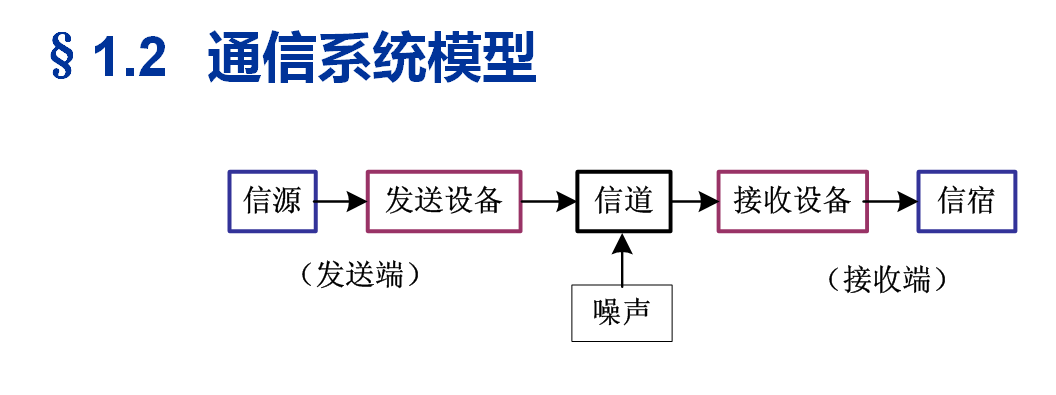 §1.2 通信系统模型
信源 发送设备 信道 接收设备 信宿
（发送端） （接收端）
噪声